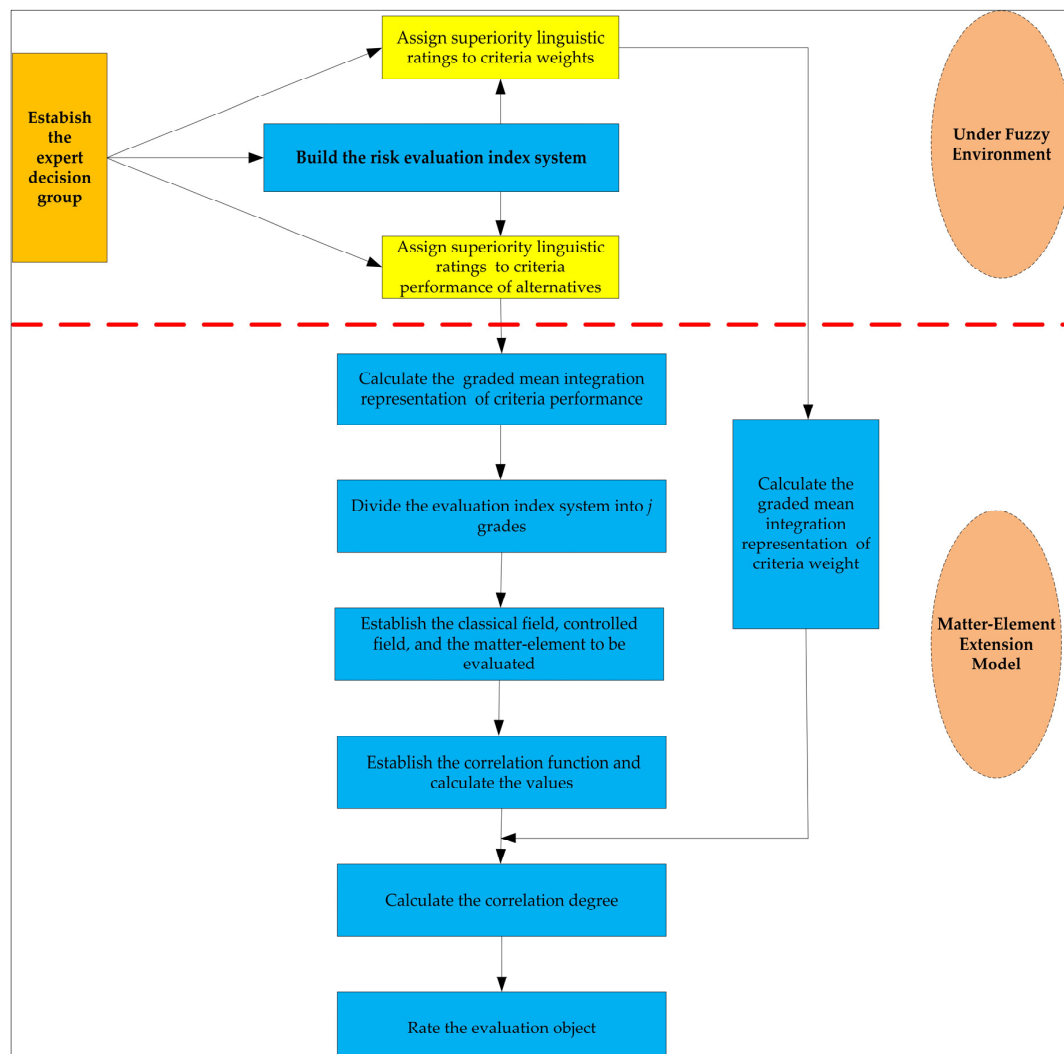 Assign superiority linguistic
ratings to criteria weights
Estabish
the
expert
decision
group
Build the risk evaluation index system
Under Fuzzy
Environment
Assign superiority linguistic
ratings to criteria
performance of alternatives
Calculate the graded mean integration
representation of criteria performance
Divide the evaluation index system into j
grades
Calculate the
graded mean
integration
representation of
criteria weight
Establish the classical field, controlled
field, and the matter-element to be
evaluated
Matter-Element
Extension
Model
Establish the correlation function and
calculate the values
Calculate the correlation degree
Rate the evaluation object